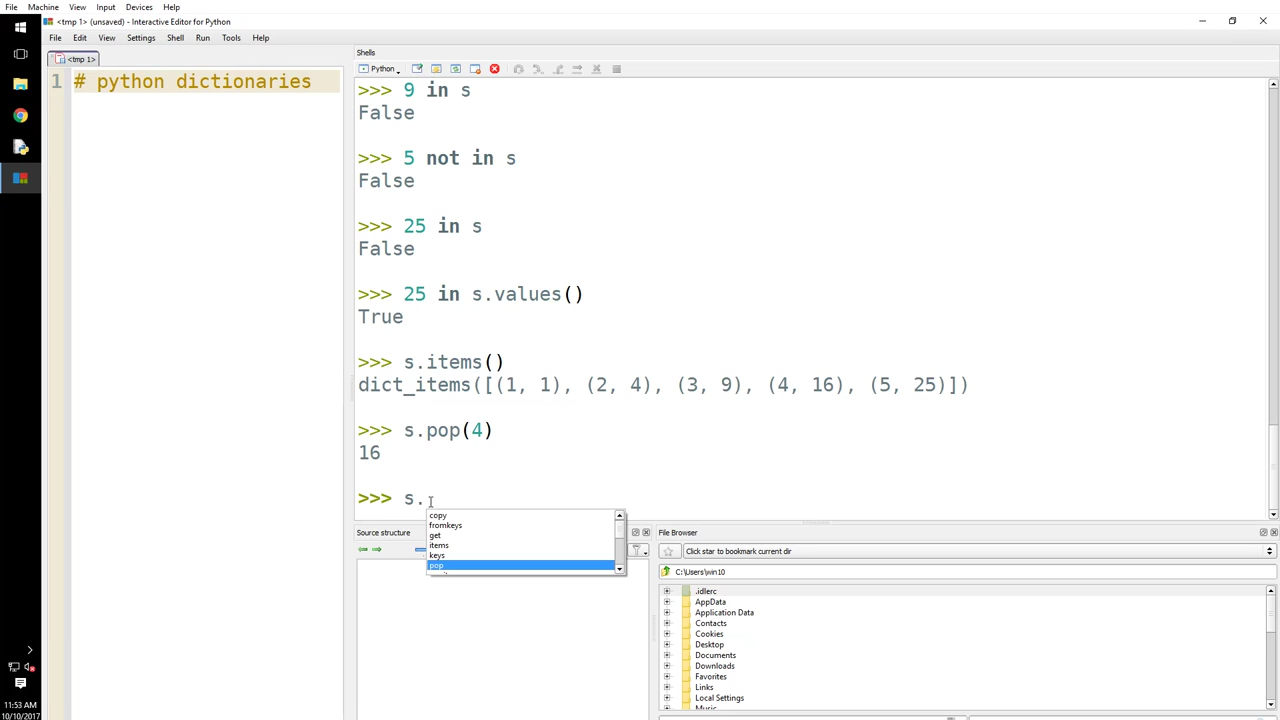 File Machine View Input Devices Help
<tmp 1> (unsaved) - Interactive Editor for Python
File Edit View Settings Shell Run Tools Help
<tmp 1>
1 # python dictionaries
Shells
Python
>>> 9 in s
False
>>> 5 not in s
False
>>> 25 in s
False
>>> 25 in s.values()
True
>>> s.items()
dict_items([(1, 1), (2, 4), (3, 9), (4, 16), (5, 25)])
>>> s.pop(4)
16
>>> s.
copy
fromkeys
get
items
keys
pop
Source structure
File Browser
Click star to bookmark current dir
C:\Users\win10
.idlerc
AppData
Application Data
Contacts
Cookies
Desktop
Documents
Downloads
Favorites
Links
Local Settings
Music
11:53 AM
10/10/2017